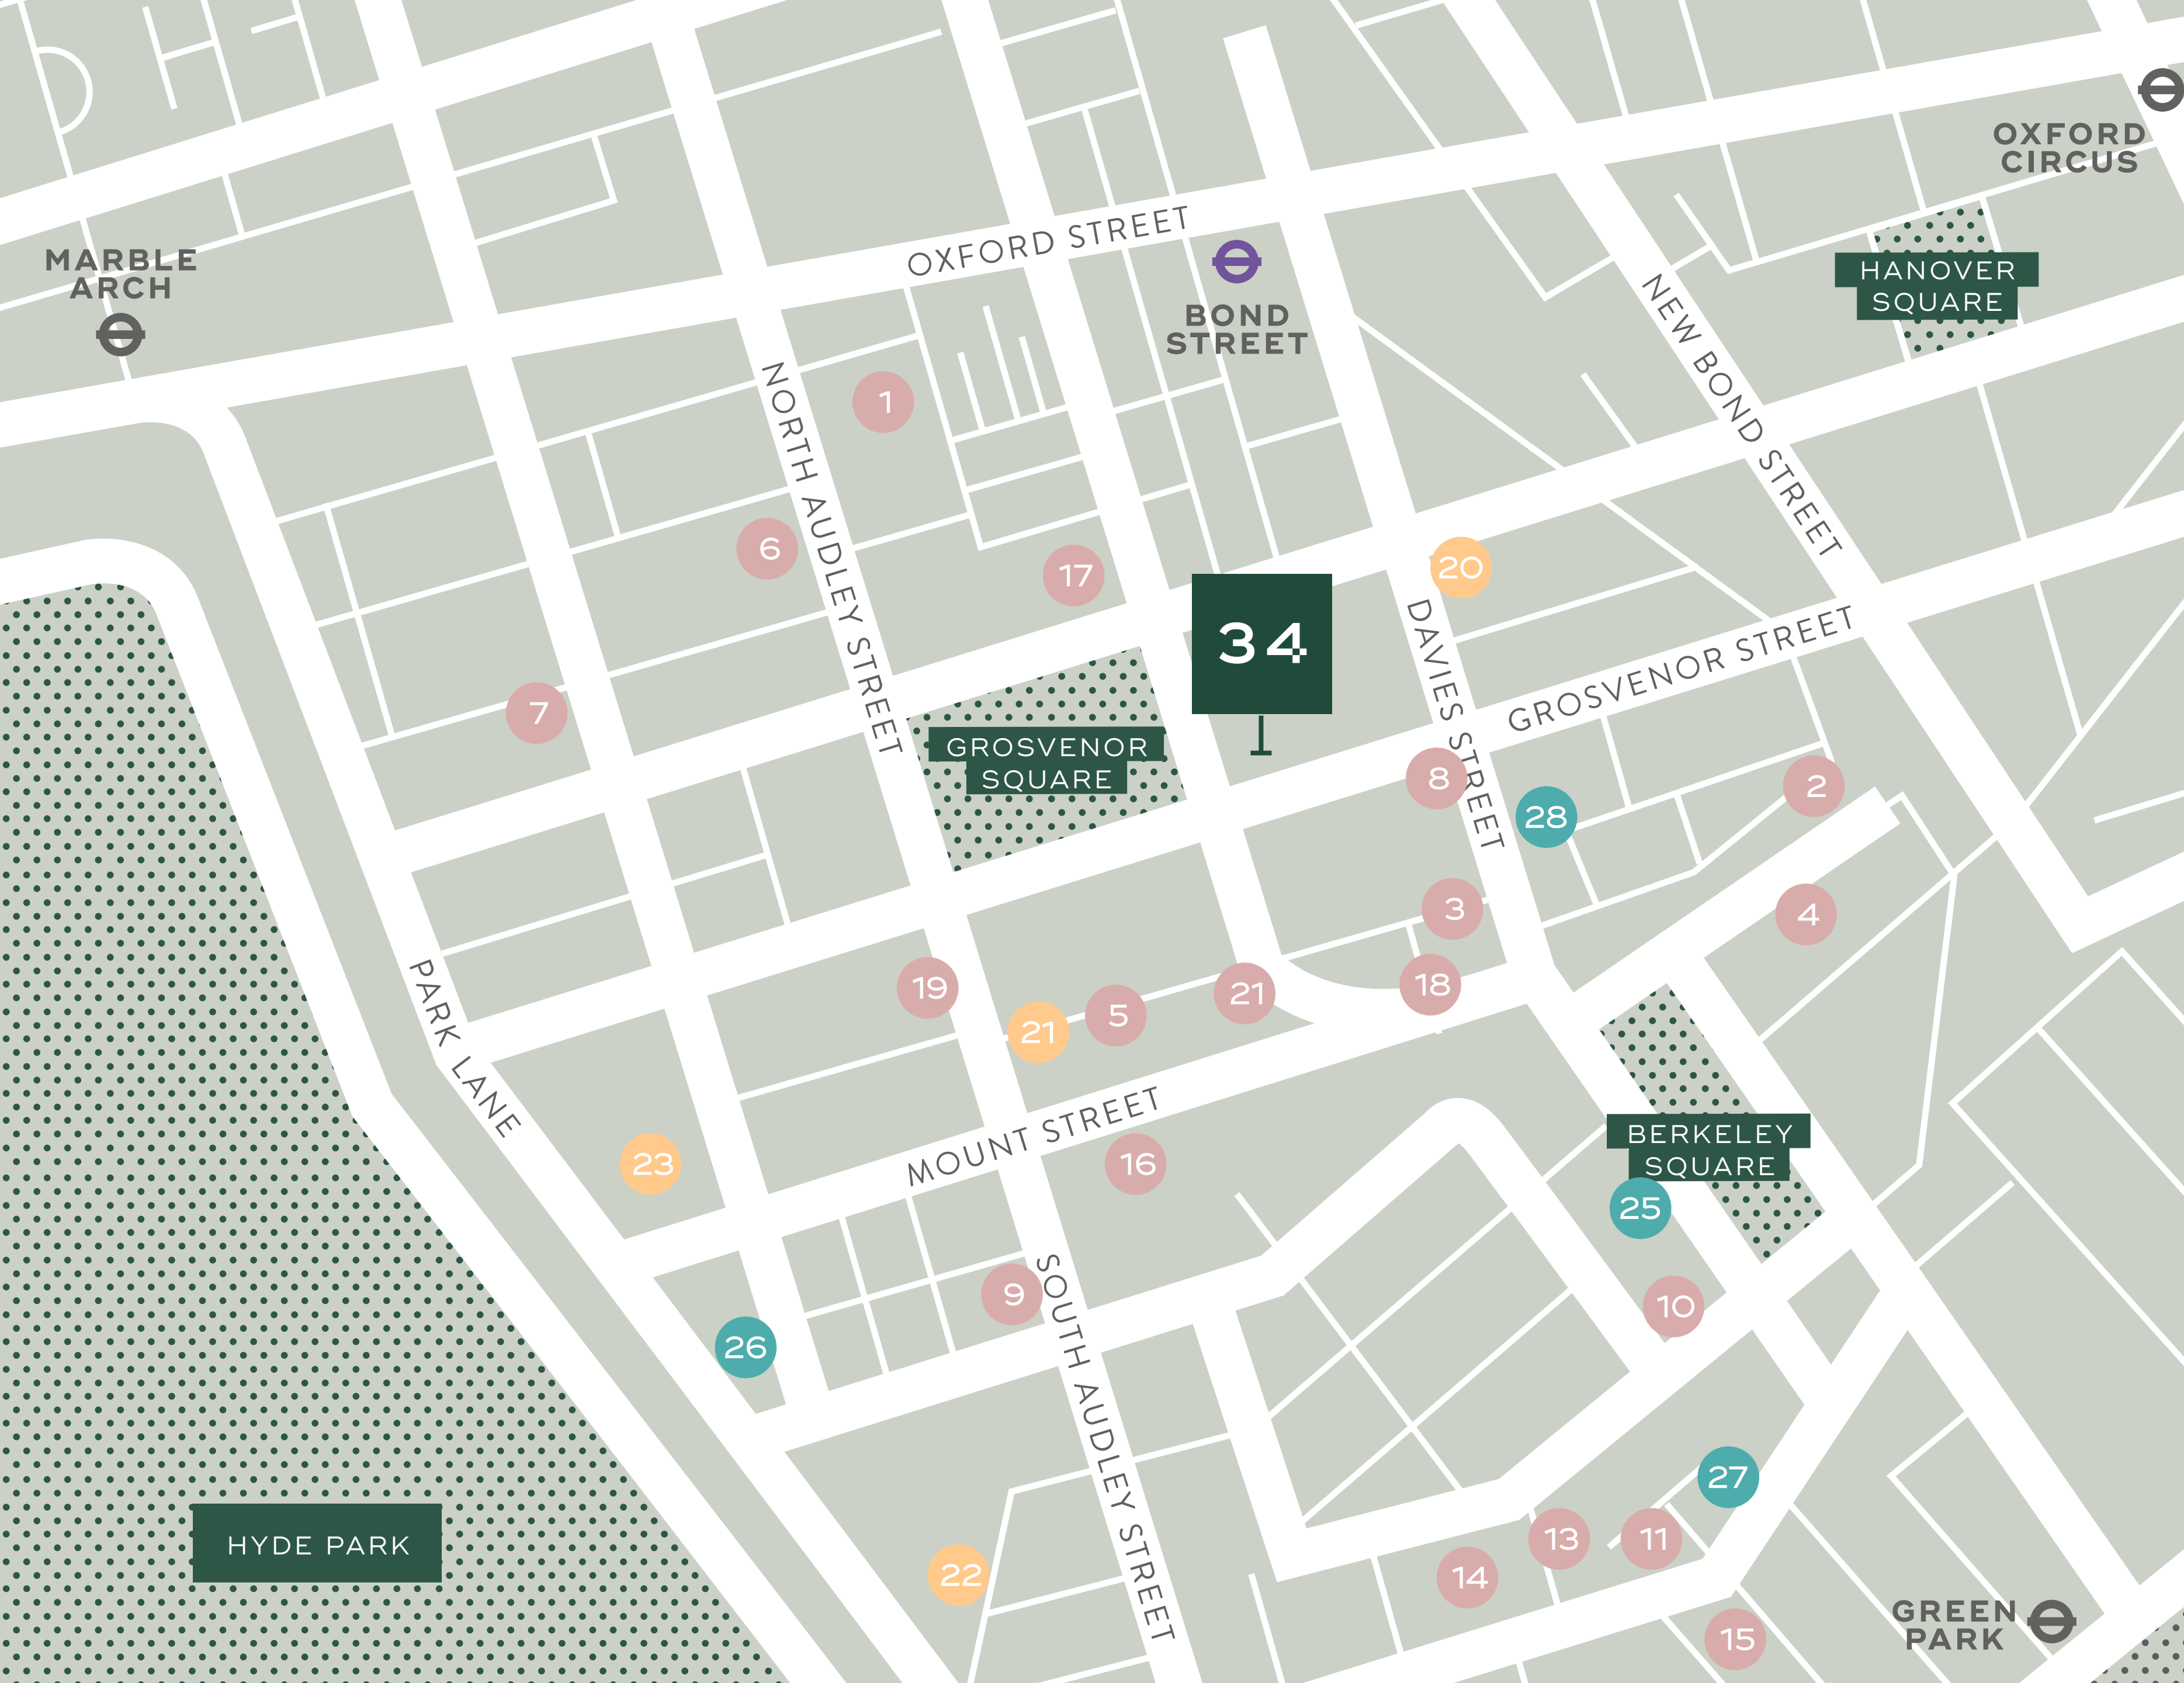 OXFORD
CIRCUS
OXFORD STREET
MARBLE
ARCH
HANOVER
SQUARE
BOND
STREET
NEW BOND STREET
NORTH AUDLEY STREET
1
6
17
20
34
DAVIES STREET
GROSVENOR STREET
7
GROSVENOR
SQUARE
8
28
2
3
4
PARK LANE
19
21
5
21
18
MOUNT STREET
BERKELEY
SQUARE
23
16
25
9
10
26
SOUTH AUDLEY STREET
27
HYDE PARK
22
14
13
11
15
GREEN
PARK